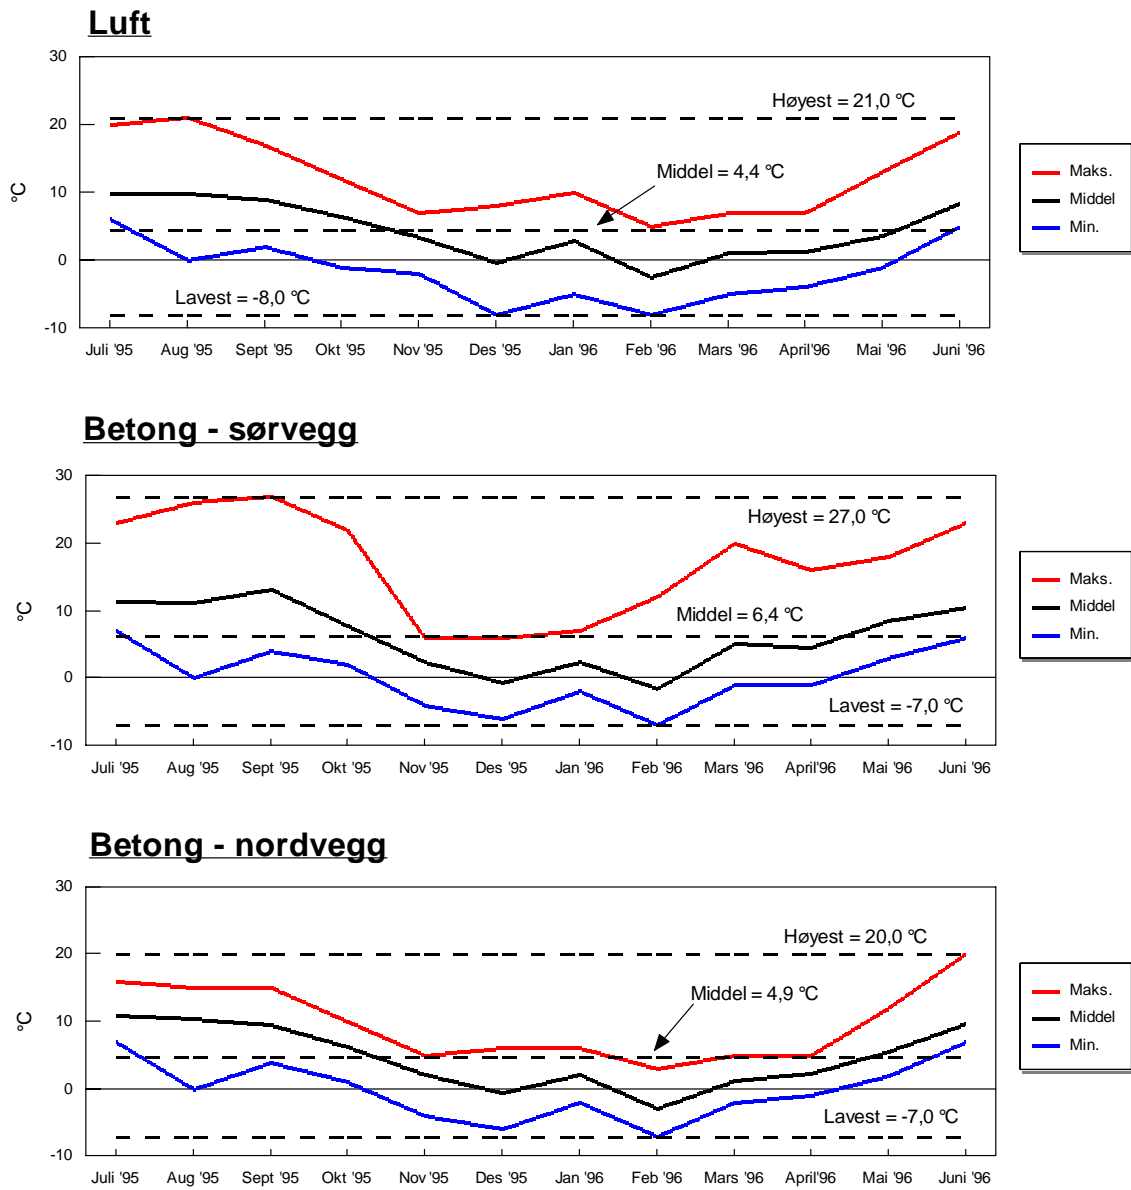 Luft
30
Høyest = 21,0 °C
20
Middel = 4,4 °C
10
°C
0
Lavest = -8,0 °C
-10
Juli '95 Aug '95 Sept '95 Okt '95 Nov '95 Des '95 Jan '96 Feb '96 Mars '96 April'96 Mai '96 Juni '96
Maks.
Middel
Min.
Betong - sørvegg
30
Høyest = 27,0 °C
20
Middel = 6,4 °C
10
°C
0
Lavest = -7,0 °C
-10
Juli '95 Aug '95 Sept '95 Okt '95 Nov '95 Des '95 Jan '96 Feb '96 Mars '96 April'96 Mai '96 Juni '96
Maks.
Middel
Min.
Betong - nordvegg
30
Høyest = 20,0 °C
20
Middel = 4,9 °C
10
°C
0
Lavest = -7,0 °C
-10
Juli '95 Aug '95 Sept '95 Okt '95 Nov '95 Des '95 Jan '96 Feb '96 Mars '96 April'96 Mai '96 Juni '96
Maks.
Middel
Min.